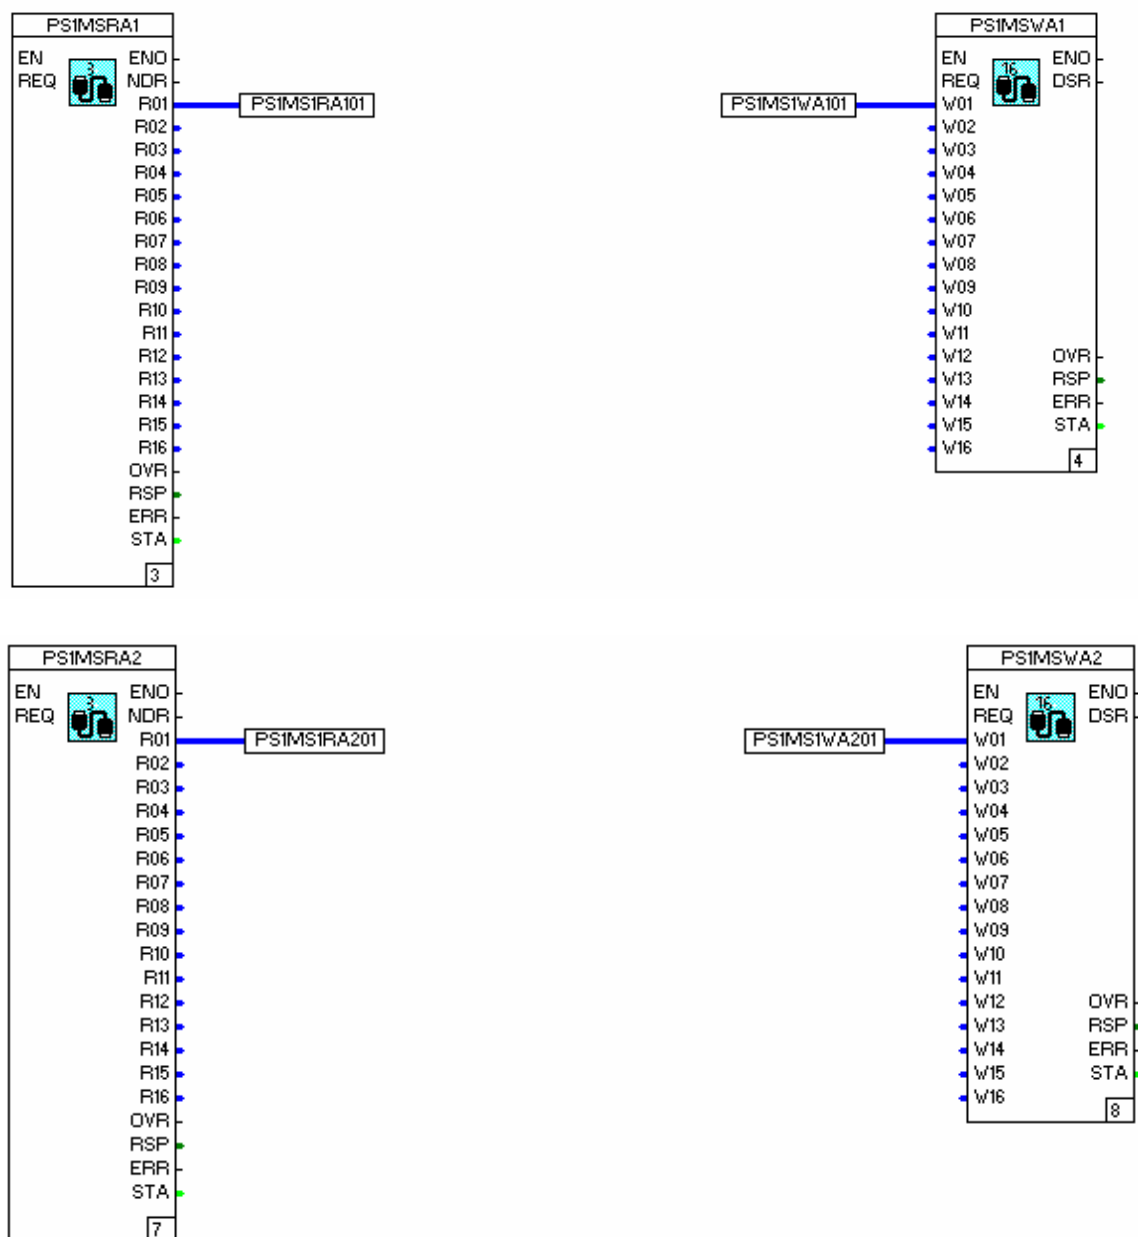 PS1MSRA1
EN ENO
REQ 3 NDR
R01 PS1MS1RA101
R02
R03
R04
R05
R06
R07
R08
R09
R10
R11
R12
R13
R14
R15
R16
OVR
RSP
ERR
STA
3
PS1MSWA1
EN ENO
REQ 16 DSR
PS1MS1WA101 W01
W02
W03
W04
W05
W06
W07
W08
W09
W10
W11
W12 OVR
W13 RSP
W14 ERR
W15 STA
W16
4
PS1MSRA2
EN ENO
REQ 3 NDR
R01 PS1MS1RA201
R02
R03
R04
R05
R06
R07
R08
R09
R10
R11
R12
R13
R14
R15
R16
OVR
RSP
ERR
STA
7
PS1MSWA2
EN ENO
REQ 16 DSR
PS1MS1WA201 W01
W02
W03
W04
W05
W06
W07
W08
W09
W10
W11
W12 OVR
W13 RSP
W14 ERR
W15 STA
W16
8